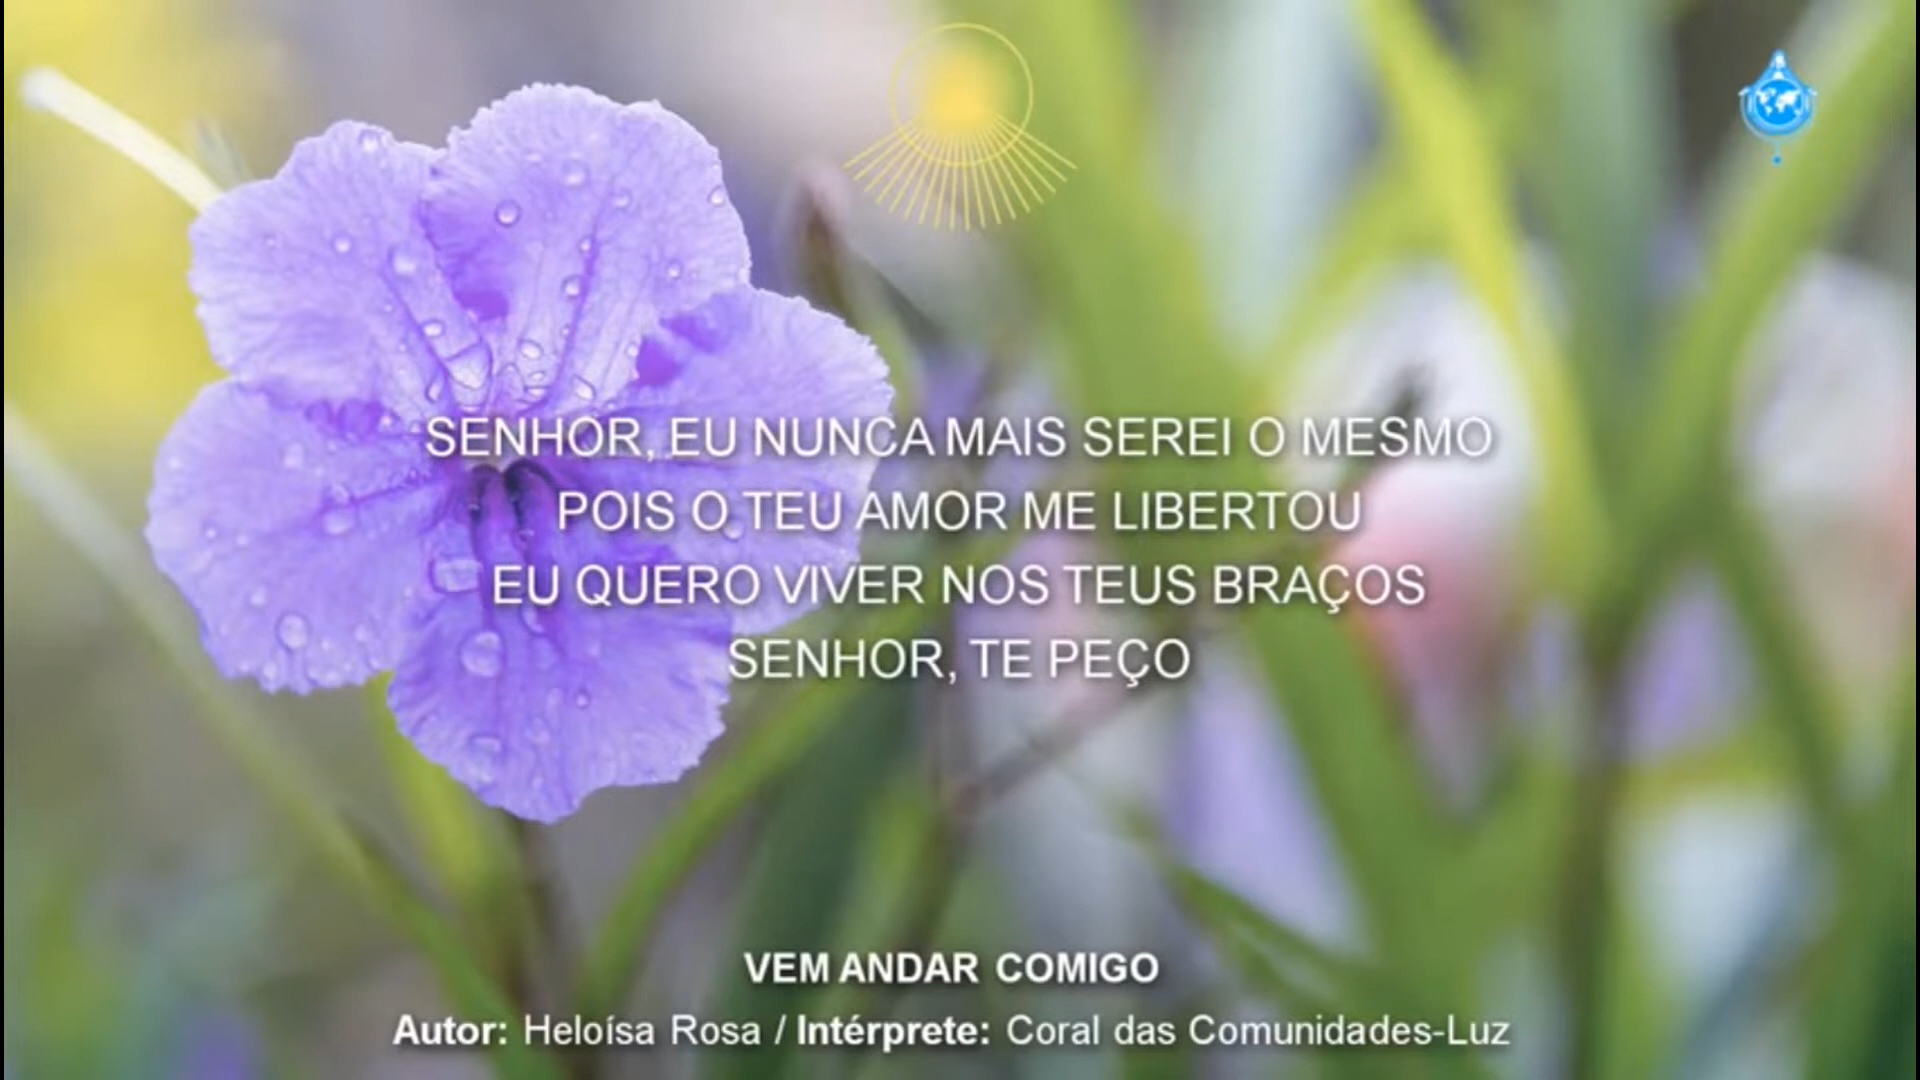 SENHOR, EU NUNCA MAIS SEREI O MESMO
POIS O TEU AMOR ME LIBERTOU
EU QUERO VIVER NOS TEUS BRAÇOS
SENHOR, TE PEÇO
VEM ANDAR COMIGO
Autor: Heloísa Rosa / Intérprete: Coral das Comunidades-Luz